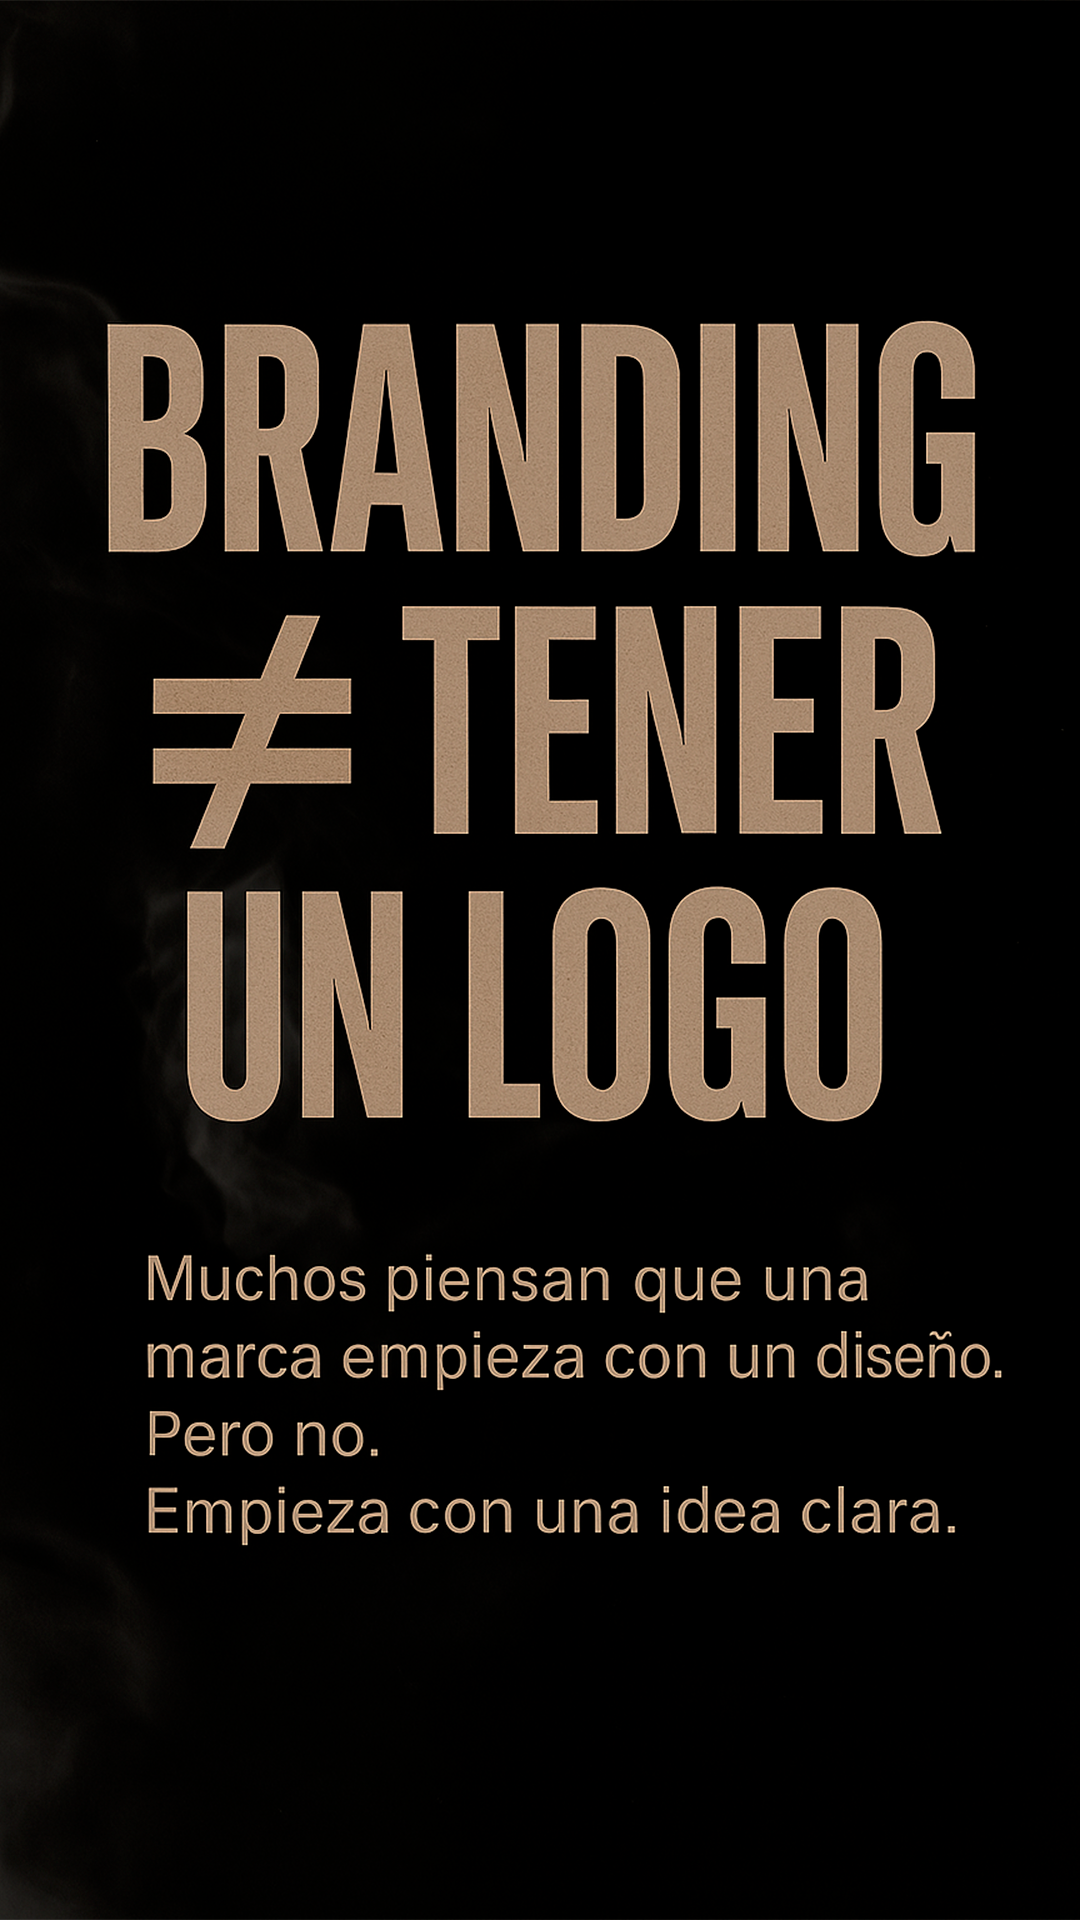 BRANDING
≠ TENER
UN LOGO
Muchos piensan que una
marca empieza con un diseño.
Pero no.
Empieza con una idea clara.